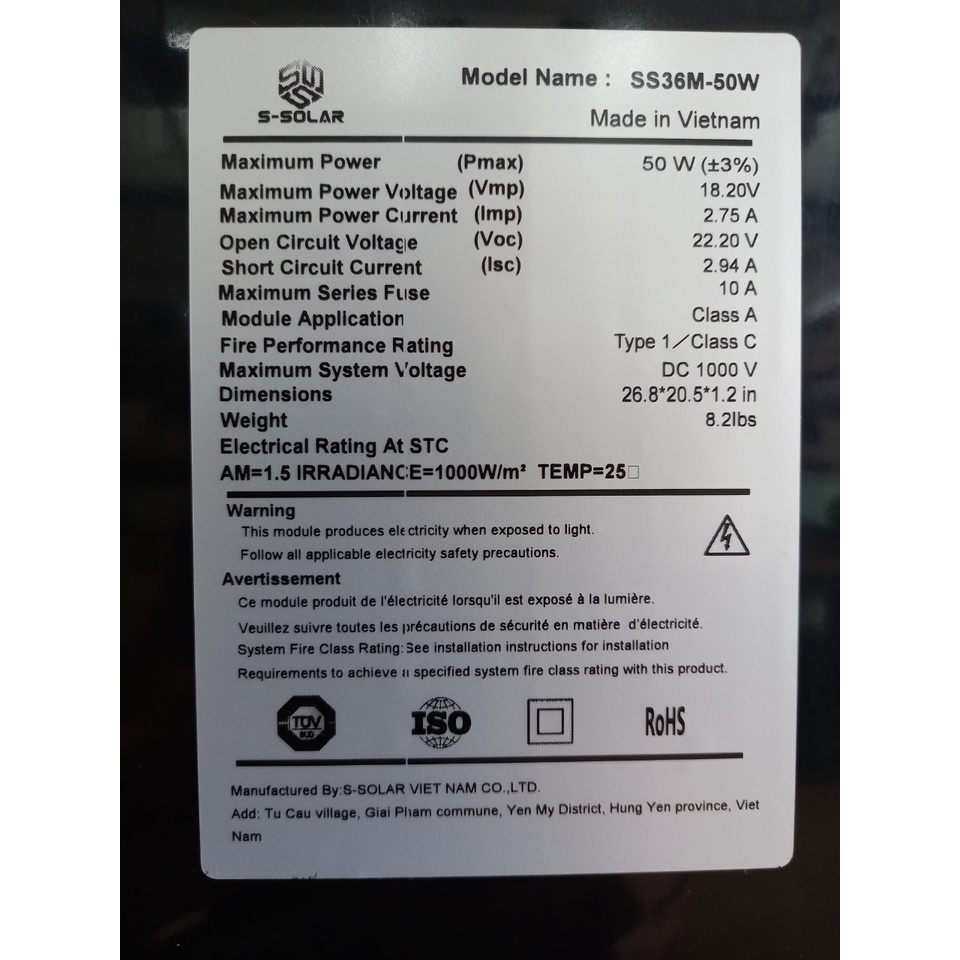 S-SOLAR
Model Name : SS36M-50W
Made in Vietnam
Maximum Power (Pmax) 50 W (±3%)
Maximum Power Voltage (Vmp) 18.20V
Maximum Power Current (Imp) 2.75 A
Open Circuit Voltage (Voc) 22.20 V
Short Circuit Current (Isc) 2.94 A
Maximum Series Fuse 10 A
Module Application Class A
Fire Performance Rating Type 1/Class C
Maximum System Voltage DC 1000 V
Dimensions 26.8*20.5*1.2 in
Weight 8.2lbs
Electrical Rating At STC
AM=1.5 IRRADIANCE=1000W/m² TEMP=25□
Warning
This module produces electricity when exposed to light.
Follow all applicable electricity safety precautions.
Avertissement
Ce module produit de l'électricité lorsqu'il est exposé à la lumière.
Veuillez suivre toutes les précautions de sécurité en matière d'électricité.
System Fire Class Rating: See installation instructions for installation
Requirements to achieve a specified system fire class rating with this product.
TÜV
SÜD
ISO
RoHS
Manufactured By:S-SOLAR VIET NAM CO.,LTD.
Add: Tu Cau village, Giai Pham commune, Yen My District, Hung Yen province, Viet
Nam